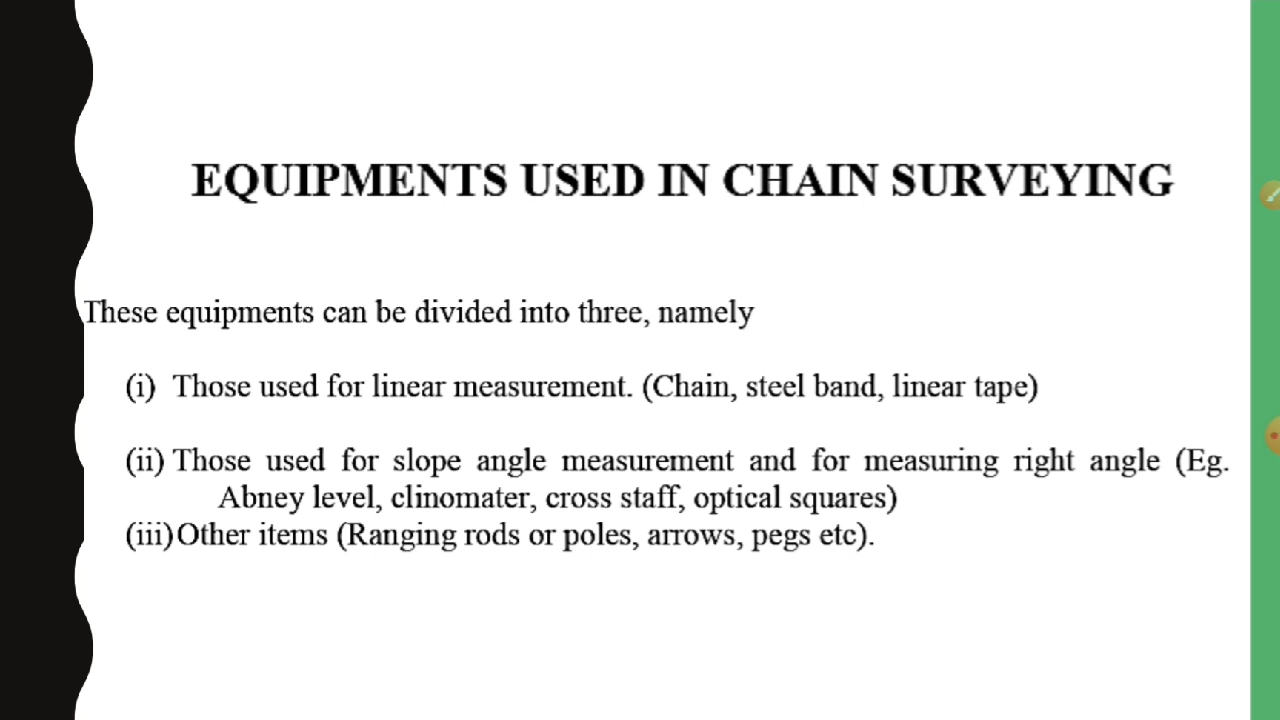 EQUIPMENTS USED IN CHAIN SURVEYING
These equipments can be divided into three, namely
(i) Those used for linear measurement. (Chain, steel band, linear tape)
(ii) Those used for slope angle measurement and for measuring right angle (Eg.
Abney level, clinomater, cross staff, optical squares)
(iii) Other items (Ranging rods or poles, arrows, pegs etc).